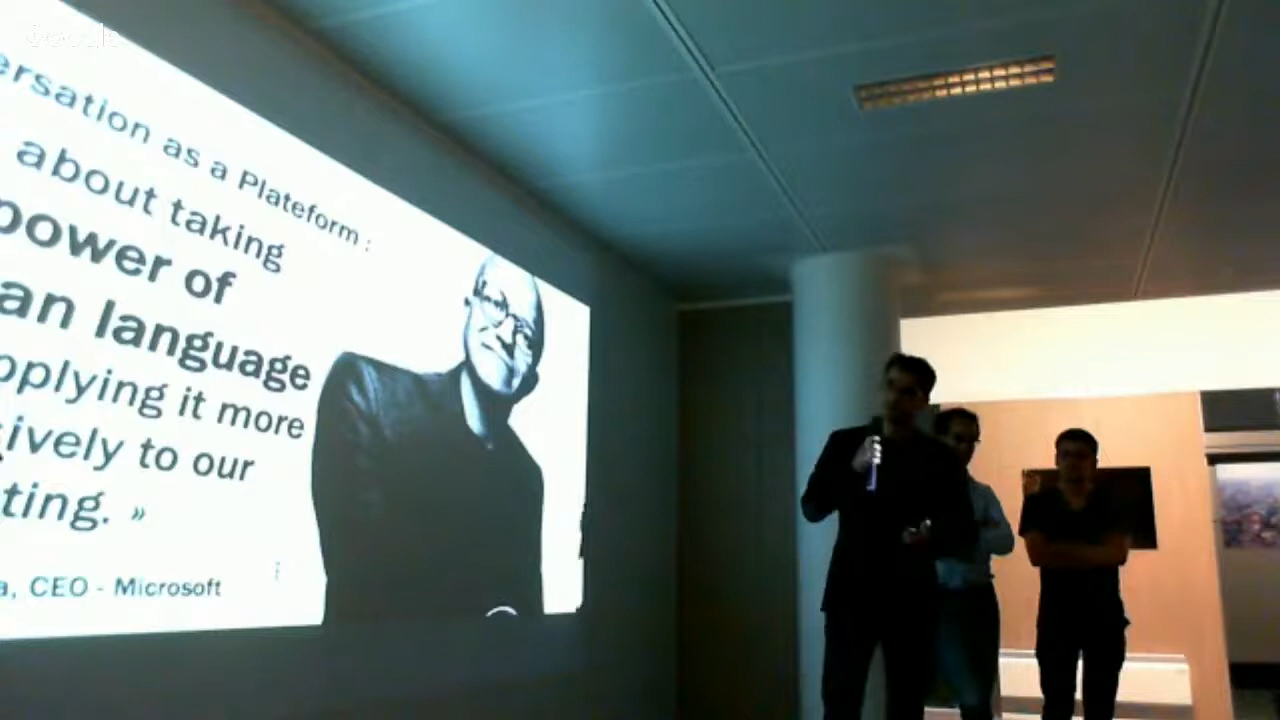 ersation as a Plateform :
about taking
power of
an language
pplying it more
ively to our
ting. »
a, CEO - Microsoft